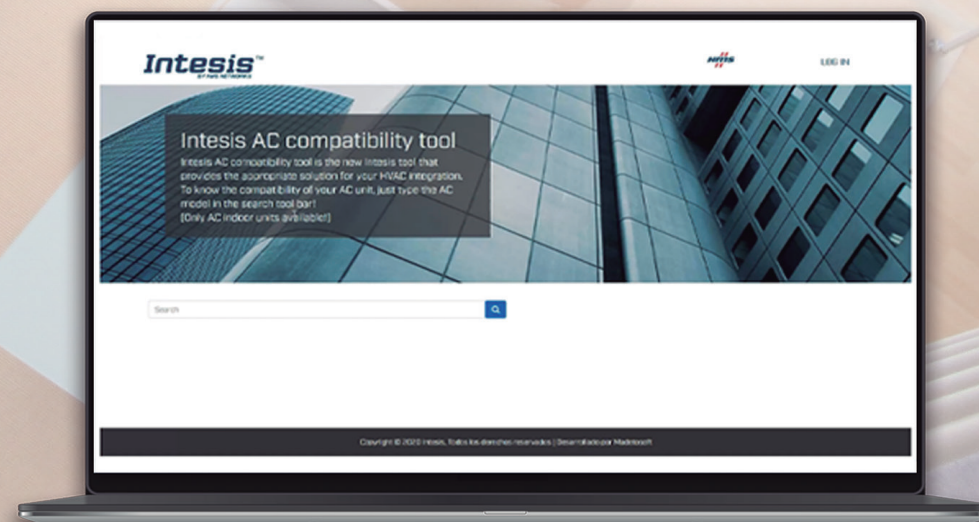 Intesis™
BY HMS NETWORKS
HMS
LOG IN
Intesis AC compatibility tool
Intesis AC compatibility tool is the new Intesis tool that
provides the appropriate solution for your HVAC integration.
To know the compatibility of your AC unit, just type the AC
model in the search tool bar!
(Only AC indoor units available!)
Search
Copyright © 2020 Intesis, Todos los derechos reservados. | Desarrollado por